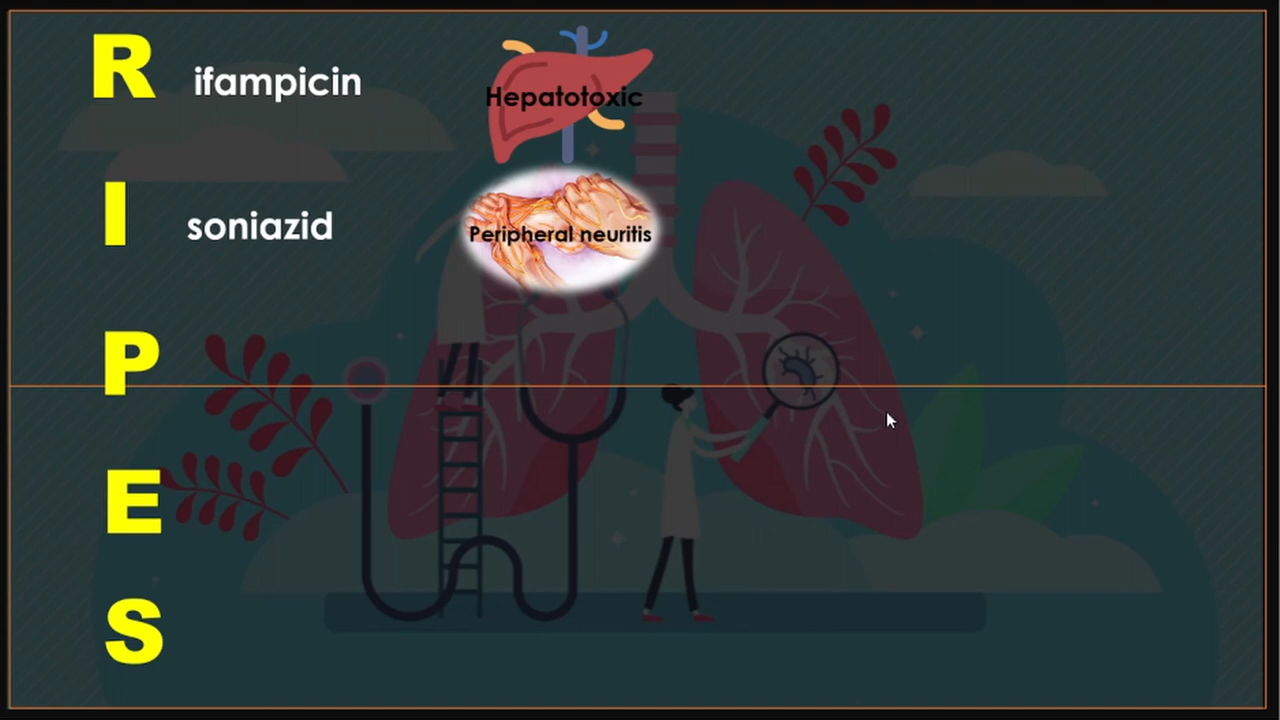 R ifampicin
Hepatotoxic
I soniazid
Peripheral neuritis
P
E
S